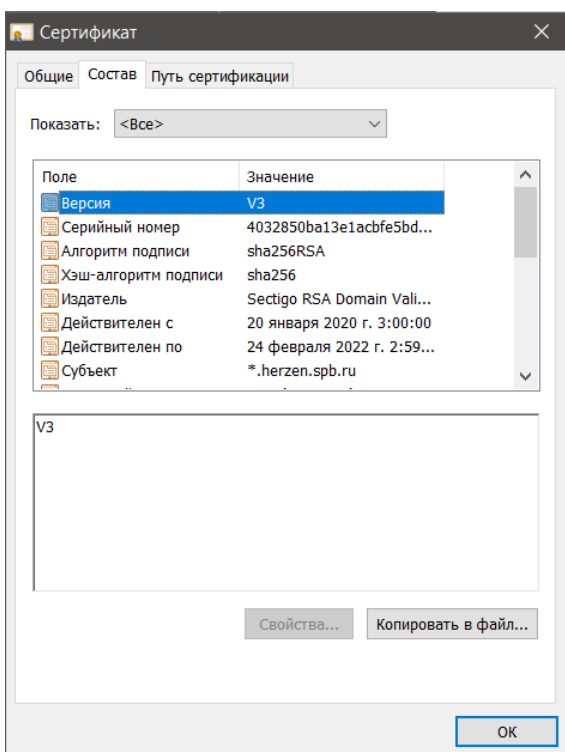 Сертификат
Общие Состав Путь сертификации
Показать: <Все>
Поле Значение
Версия V3
Серийный номер 4032850ba13e1acbfe5bd...
Алгоритм подписи sha256RSA
Хэш-алгоритм подписи sha256
Издатель Sectigo RSA Domain Vali...
Действителен с 20 января 2020 г. 3:00:00
Действителен по 24 февраля 2022 г. 2:59...
Субъект *.herzen.spb.ru
V3
Свойства... Копировать в файл...
ОК